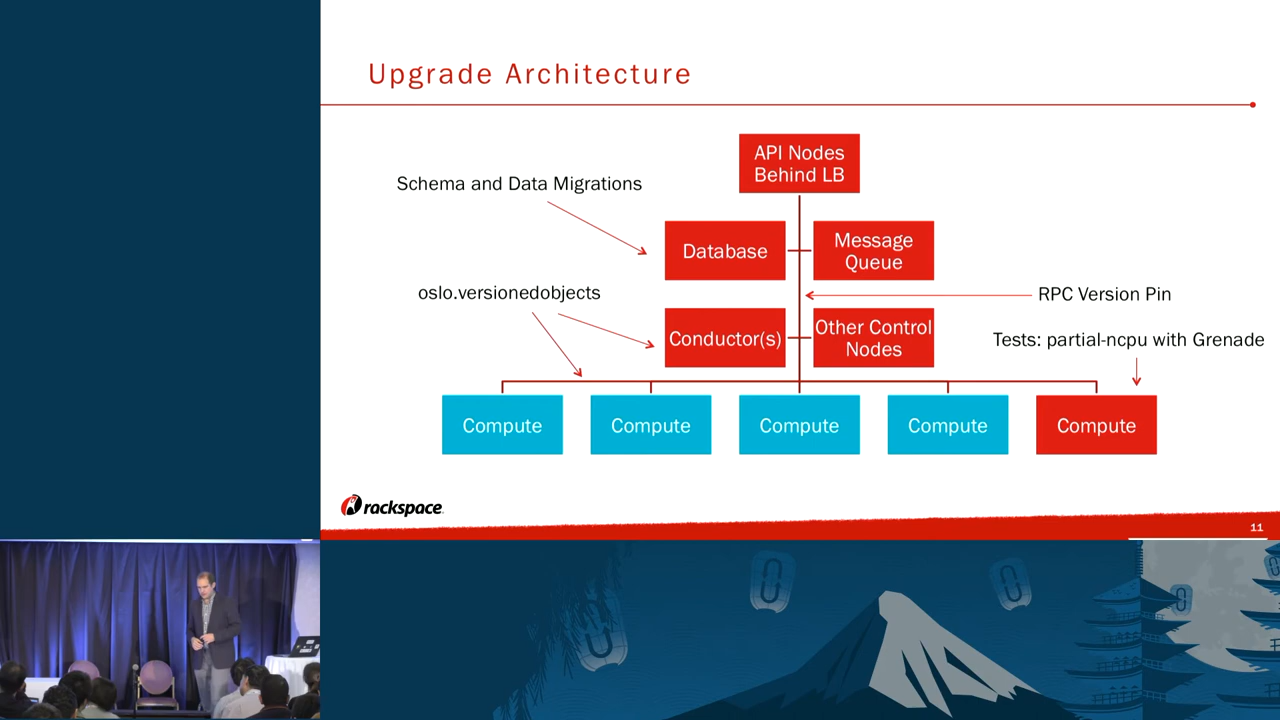 Upgrade Architecture
API Nodes
Behind LB
Schema and Data Migrations
Database
Message
Queue
oslo.versionedobjects
RPC Version Pin
Conductor(s)
Other Control
Nodes
Tests: partial-ncpu with Grenade
Compute
Compute
Compute
Compute
Compute
rackspace
11